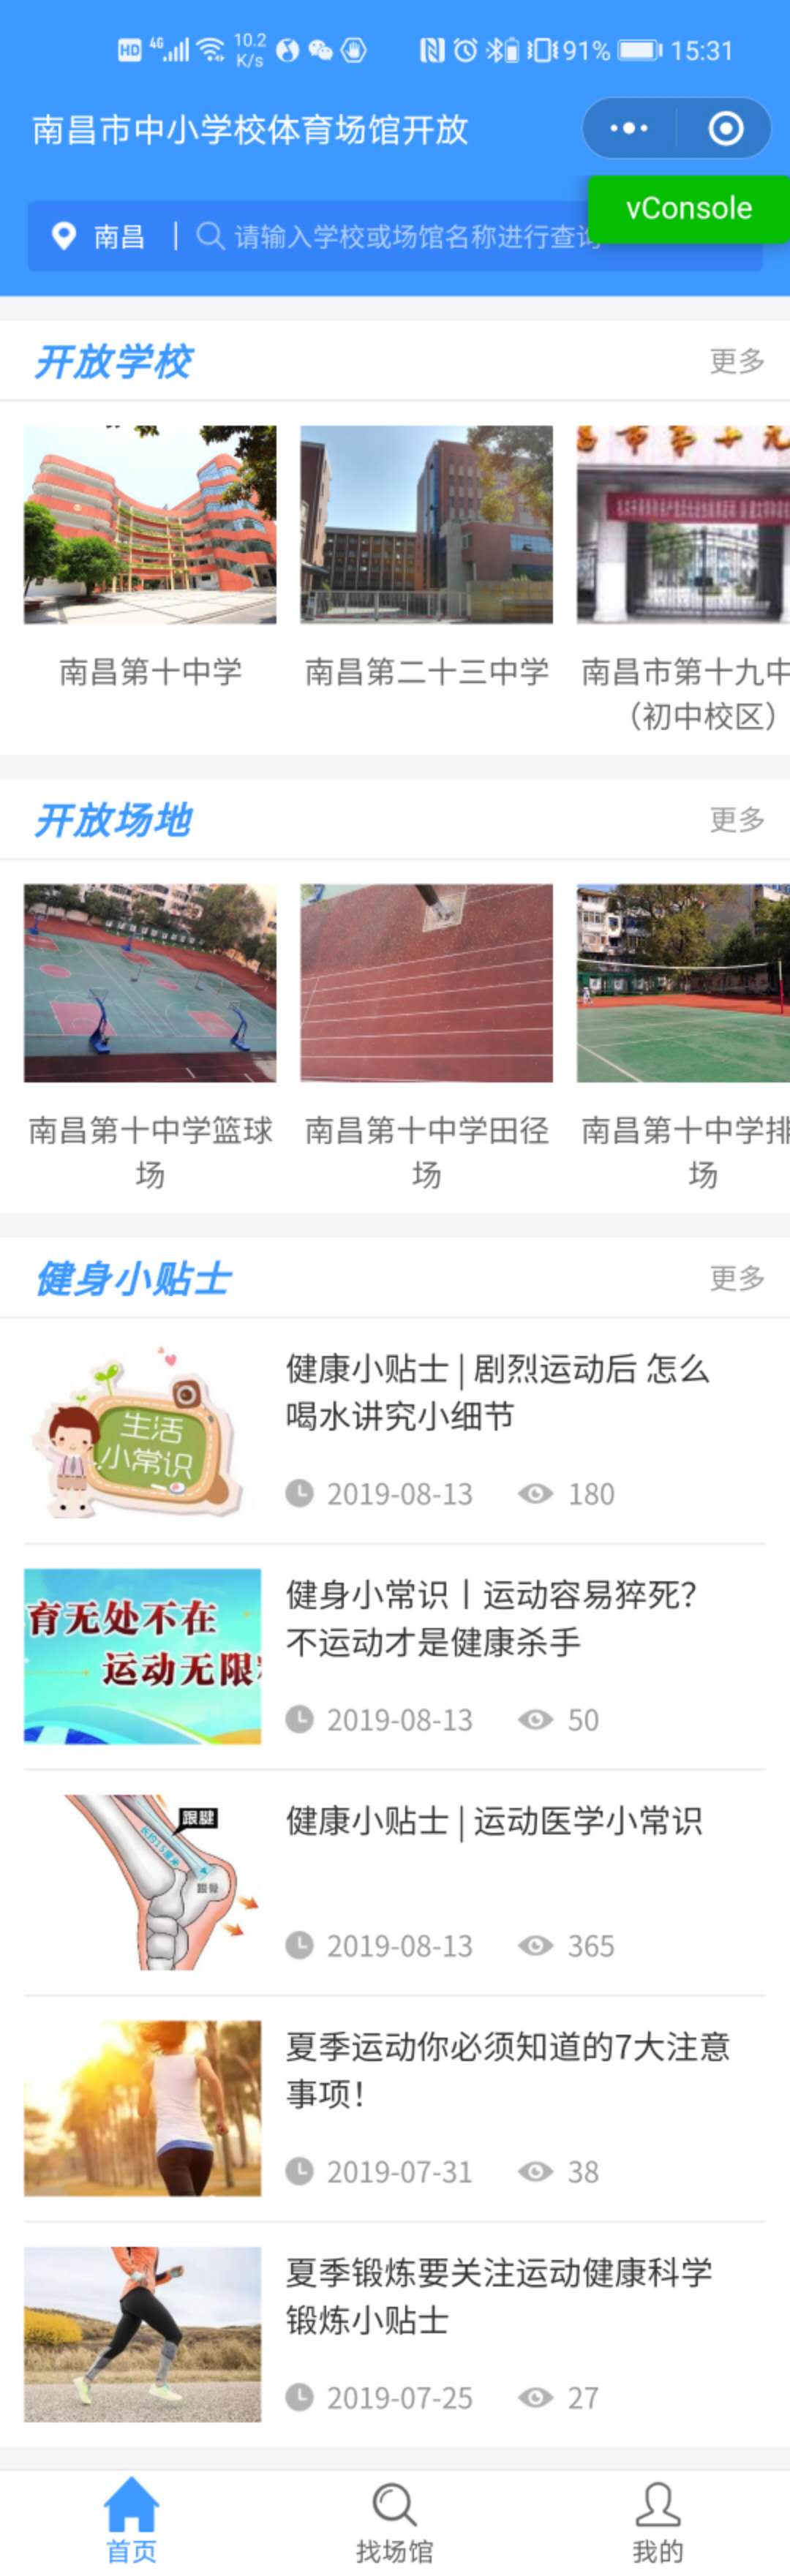 HD 4G 10.2 K/s 91% 15:31
南昌市中小学校体育场馆开放
vConsole
南昌 | 请输入学校或场馆名称进行查询
开放学校 更多
南昌第十中学
南昌第二十三中学
南昌市第十九中
（初中校区）
开放场地 更多
南昌第十中学篮球
场
南昌第十中学田径
场
南昌第十中学排
场
健身小贴士 更多
生活
小常识
健康小贴士 | 剧烈运动后 怎么
喝水讲究小细节
2019-08-13 180
育无处不在
运动无限
健身小常识丨运动容易猝死？
不运动才是健康杀手
2019-08-13 50
跟腱
跟骨
健康小贴士 | 运动医学小常识
2019-08-13 365
夏季运动你必须知道的7大注意
事项！
2019-07-31 38
夏季锻炼要关注运动健康科学
锻炼小贴士
2019-07-25 27
首页 找场馆 我的